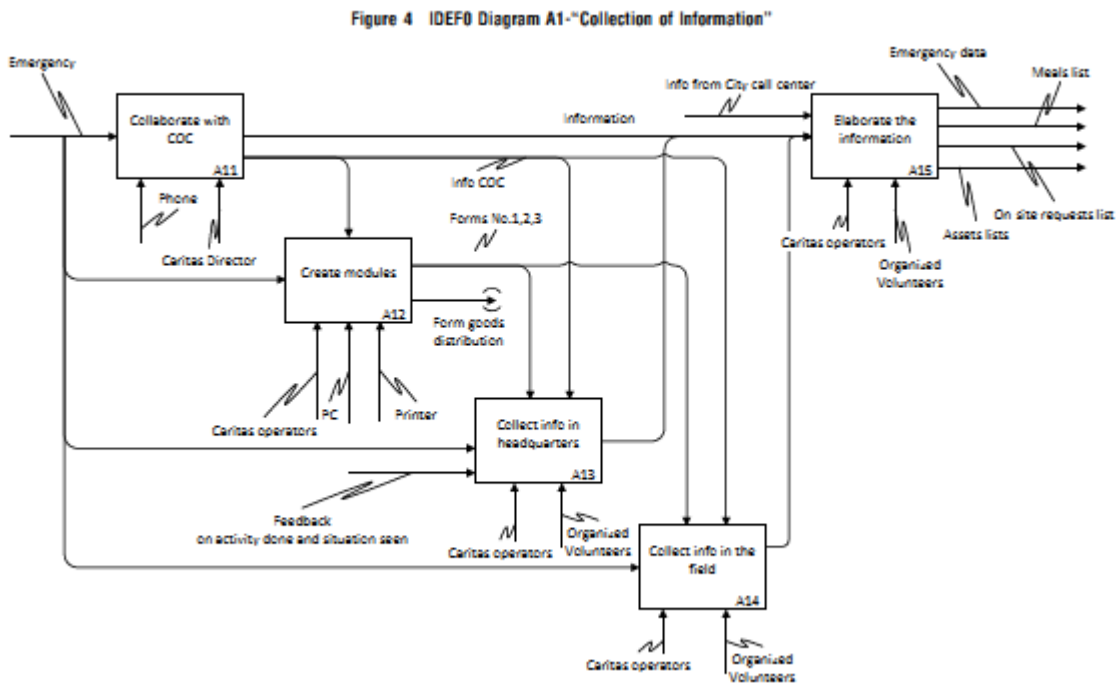 Figure 4 IDEF0 Diagram A1-"Collection of Information"
Emergency
Emergency data
Meals list
Info from City call center
Collaborate with
COC
A11
Information
Elaborate the
information
A15
Phone
Info COC
Caritas Director
Forms No.1,2,3
On site requests list
Assets lists
Caritas operators
Organized
Volunteers
Create modules
A12
Form goods
distribution
Caritas operators
PC
Printer
Collect info in
headquarters
A13
Feedback
on activity done and situation seen
Caritas operators
Organized
Volunteers
Collect info in the
field
A14
Caritas operators
Organized
Volunteers